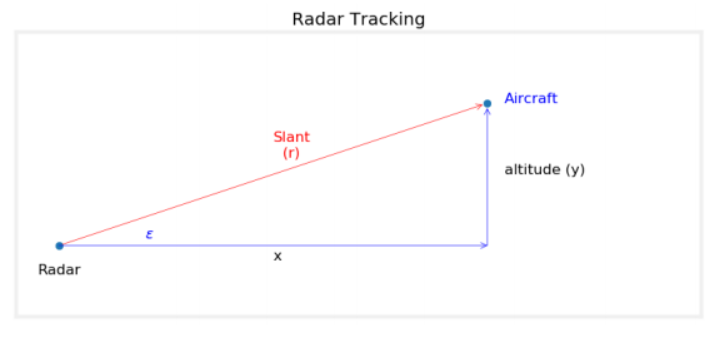 Radar Tracking
Aircraft
Slant
(r)
altitude (y)
ε
x
Radar